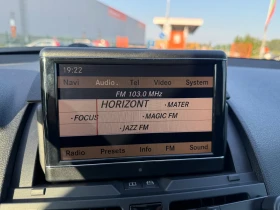 19:22
Navi Audio Tel Video System
FM 103.0 MHz
HORIZONT •MATER
•FOCUS •MAGIC FM
•JAZZ FM
Radio Presets Info FM Sound